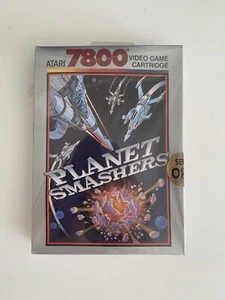 ATARI 7800 VIDEO GAME
CARTRIDGE
PLANET
SMASHERS